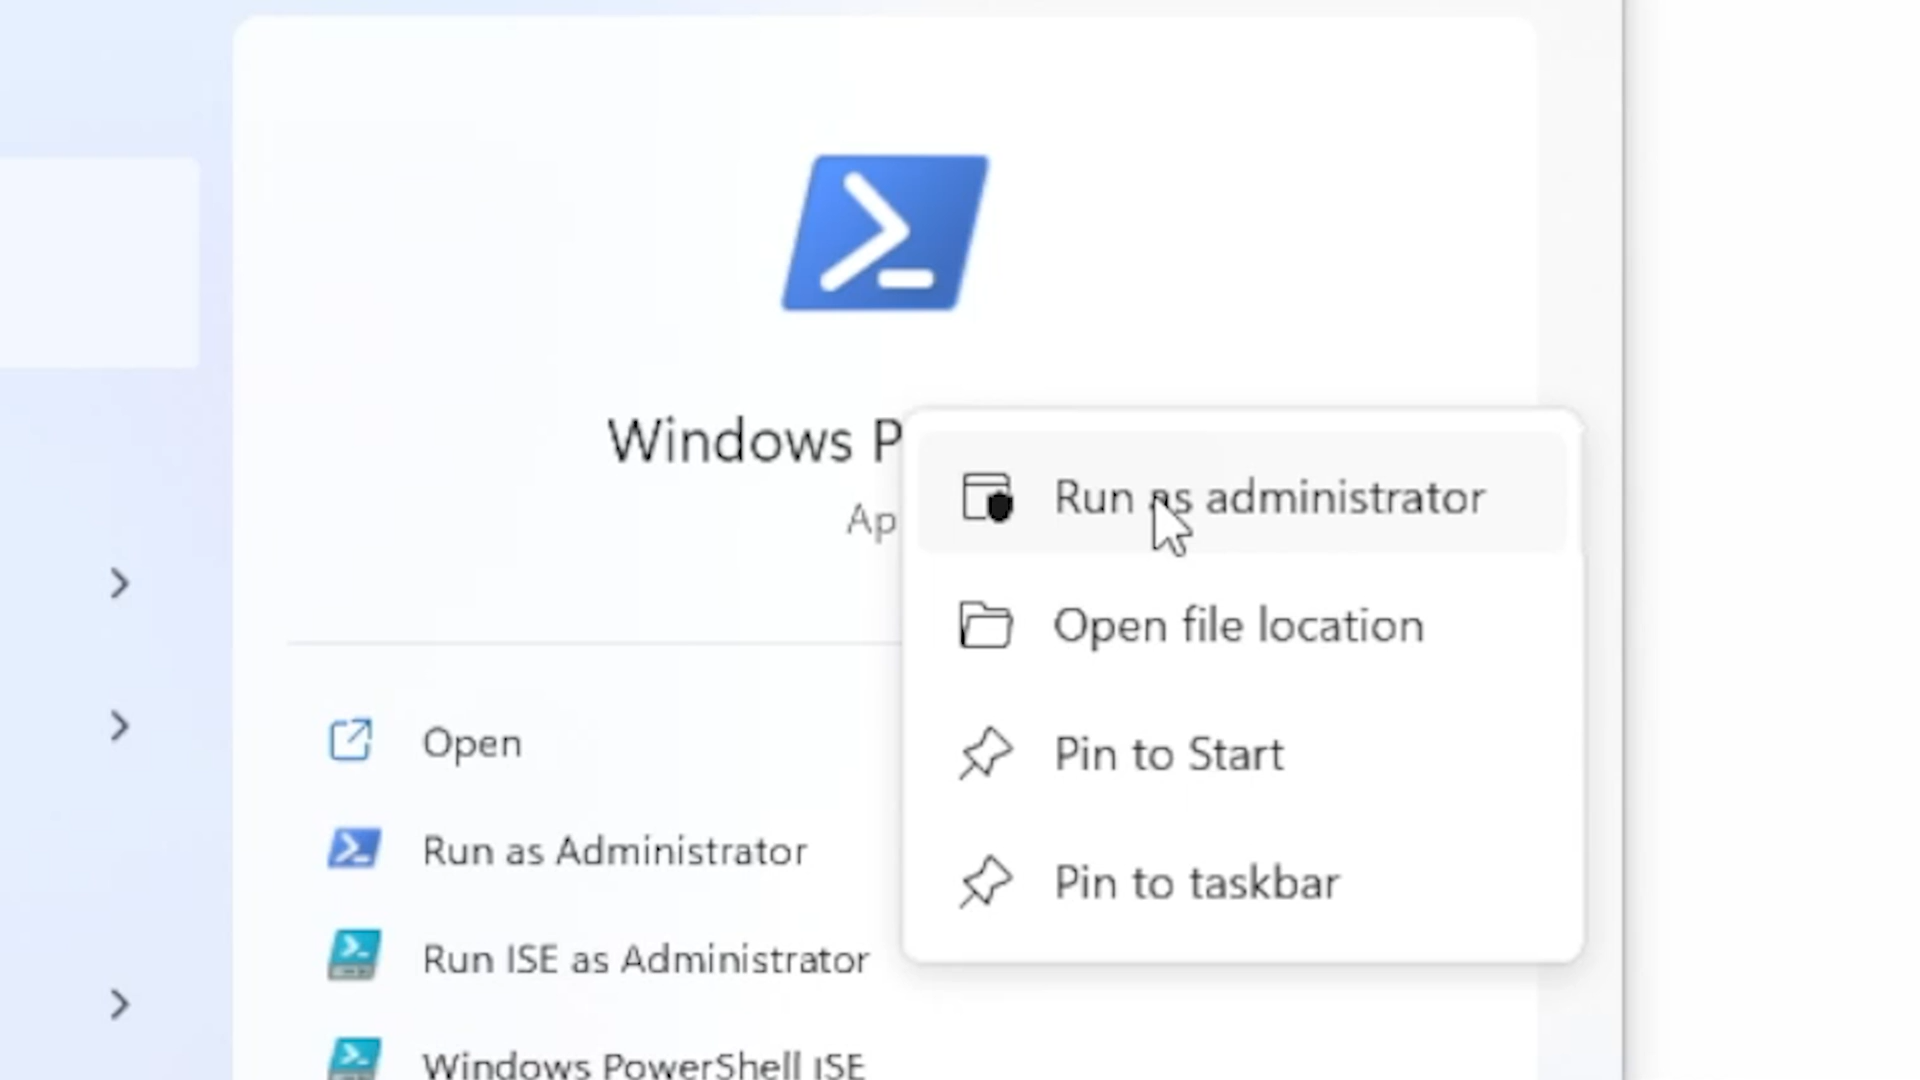 Windows P
Ap
Run as administrator
Open file location
Pin to Start
Pin to taskbar
Open
Run as Administrator
Run ISE as Administrator
Windows PowerShell ISE